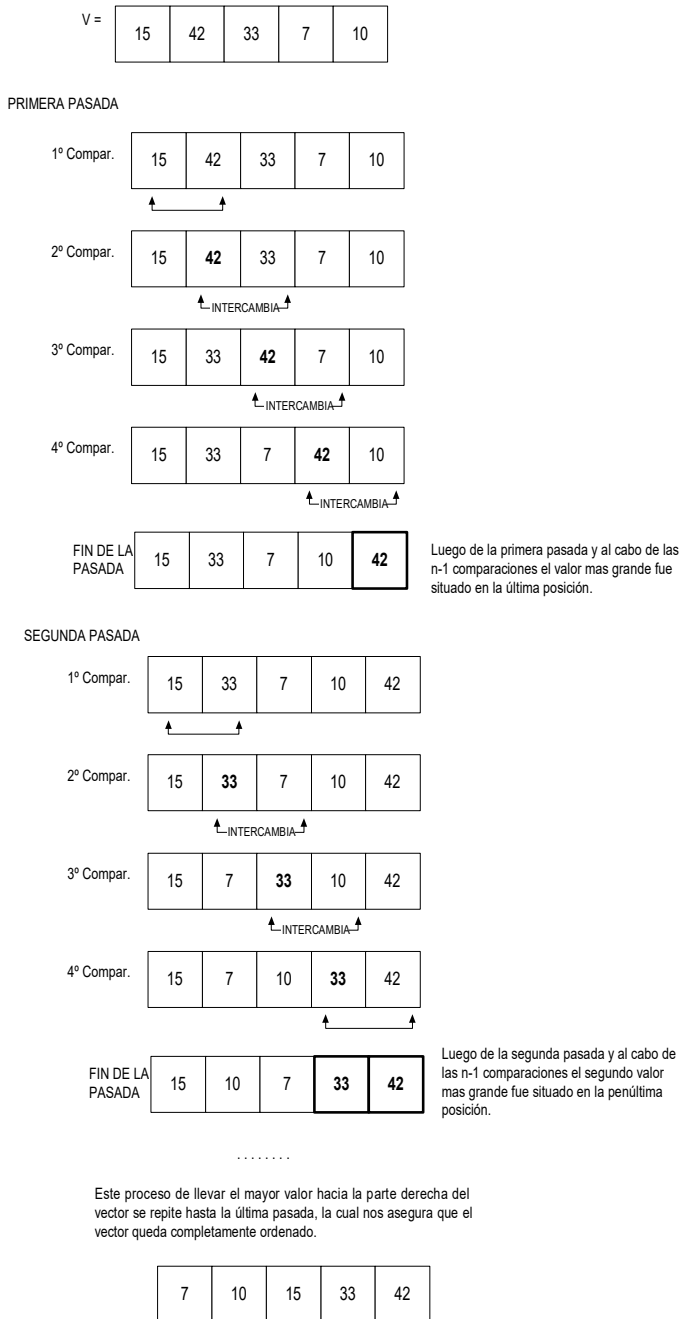 V =
15 42 33 7 10
PRIMERA PASADA
1º Compar. 15 42 33 7 10
2º Compar. 15 42 33 7 10
INTERCAMBIA
3º Compar. 15 33 42 7 10
INTERCAMBIA
4º Compar. 15 33 7 42 10
INTERCAMBIA
FIN DE LA
PASADA
15 33 7 10 42
Luego de la primera pasada y al cabo de las
n-1 comparaciones el valor mas grande fue
situado en la última posición.
SEGUNDA PASADA
1º Compar. 15 33 7 10 42
2º Compar. 15 33 7 10 42
INTERCAMBIA
3º Compar. 15 7 33 10 42
INTERCAMBIA
4º Compar. 15 7 10 33 42
FIN DE LA
PASADA
15 10 7 33 42
Luego de la segunda pasada y al cabo de
las n-1 comparaciones el segundo valor
mas grande fue situado en la penúltima
posición.
. . . . . . . .
Este proceso de llevar el mayor valor hacia la parte derecha del
vector se repite hasta la última pasada, la cual nos asegura que el
vector queda completamente ordenado.
7 10 15 33 42